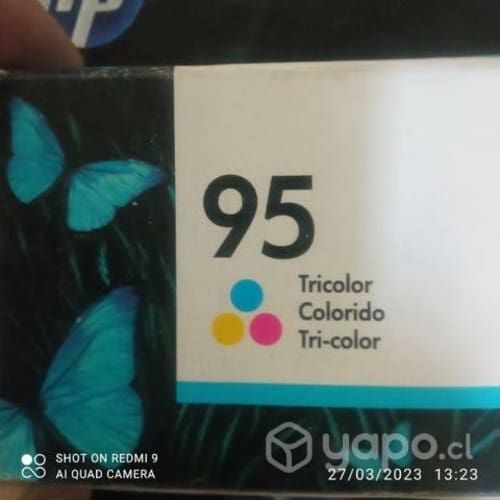 hp
95
Tricolor
Colorido
Tri-color
SHOT ON REDMI 9
AI QUAD CAMERA
yapo.cl
27/03/2023 13:23